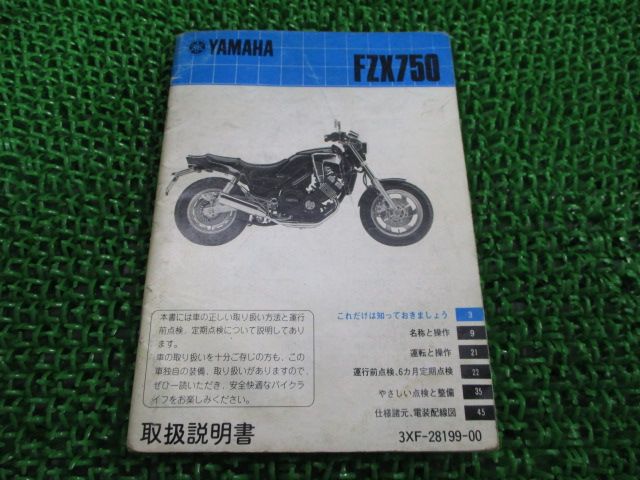 YAMAHA
FZX750
本書には車の正しい取り扱い方法と運行
前点検、定期点検について説明してあり
ます。
車の取り扱いを十分ご存じの方も、この
車独自の装備、取り扱いがありますので、
ぜひ一読いただき、安全快適なバイクラ
イフをお楽しみください。
これだけは知っておきましょう 3
名称と操作 9
運転と操作 21
運行前点検、6カ月定期点検 22
やさしい点検と整備 35
仕様諸元、電装配線図 45
取扱説明書
3XF-28199-00